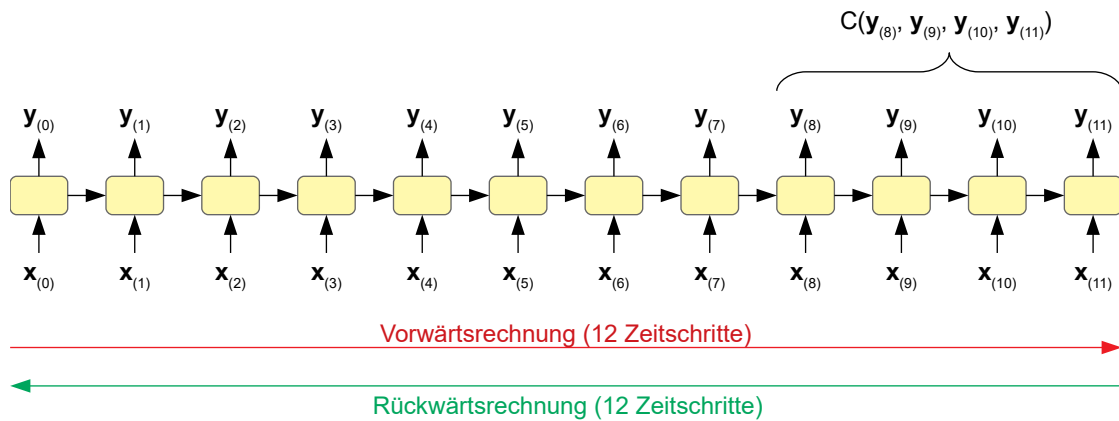 C(y(8), y(9), y(10), y(11))
y(0) y(1) y(2) y(3) y(4) y(5) y(6) y(7) y(8) y(9) y(10) y(11)
x(0) x(1) x(2) x(3) x(4) x(5) x(6) x(7) x(8) x(9) x(10) x(11)
Vorwärtsrechnung (12 Zeitschritte)
Rückwärtsrechnung (12 Zeitschritte)